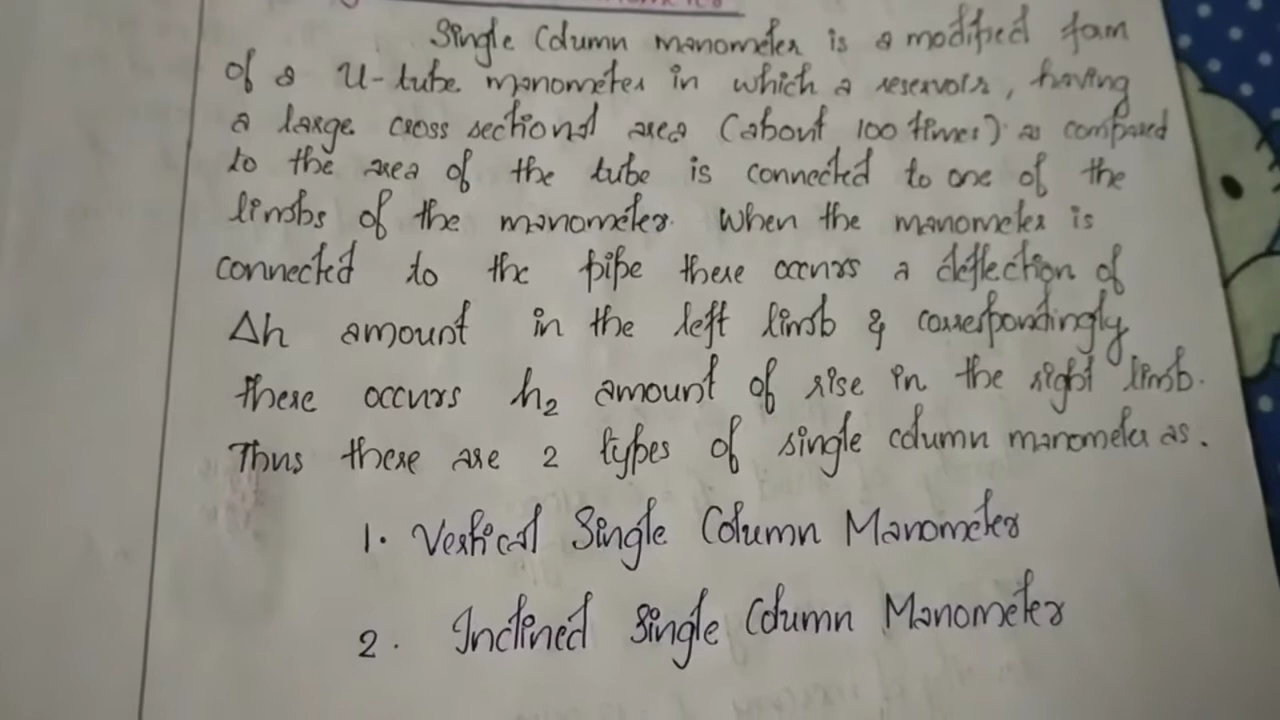 Single Column manometer is a modified form
of a U-tube manometer in which a reservoir, having
a large cross sectional area (about 100 times) as compared
to the area of the tube is connected to one of the
limbs of the manometer. When the manometer is
connected to the pipe there occurs a deflection of
Δh amount in the left limb & correspondingly
there occurs h₂ amount of rise in the right limb.
Thus there are 2 types of single column manometer as.
1. Vertical Single Column Manometer
2. Inclined Single Column Manometer